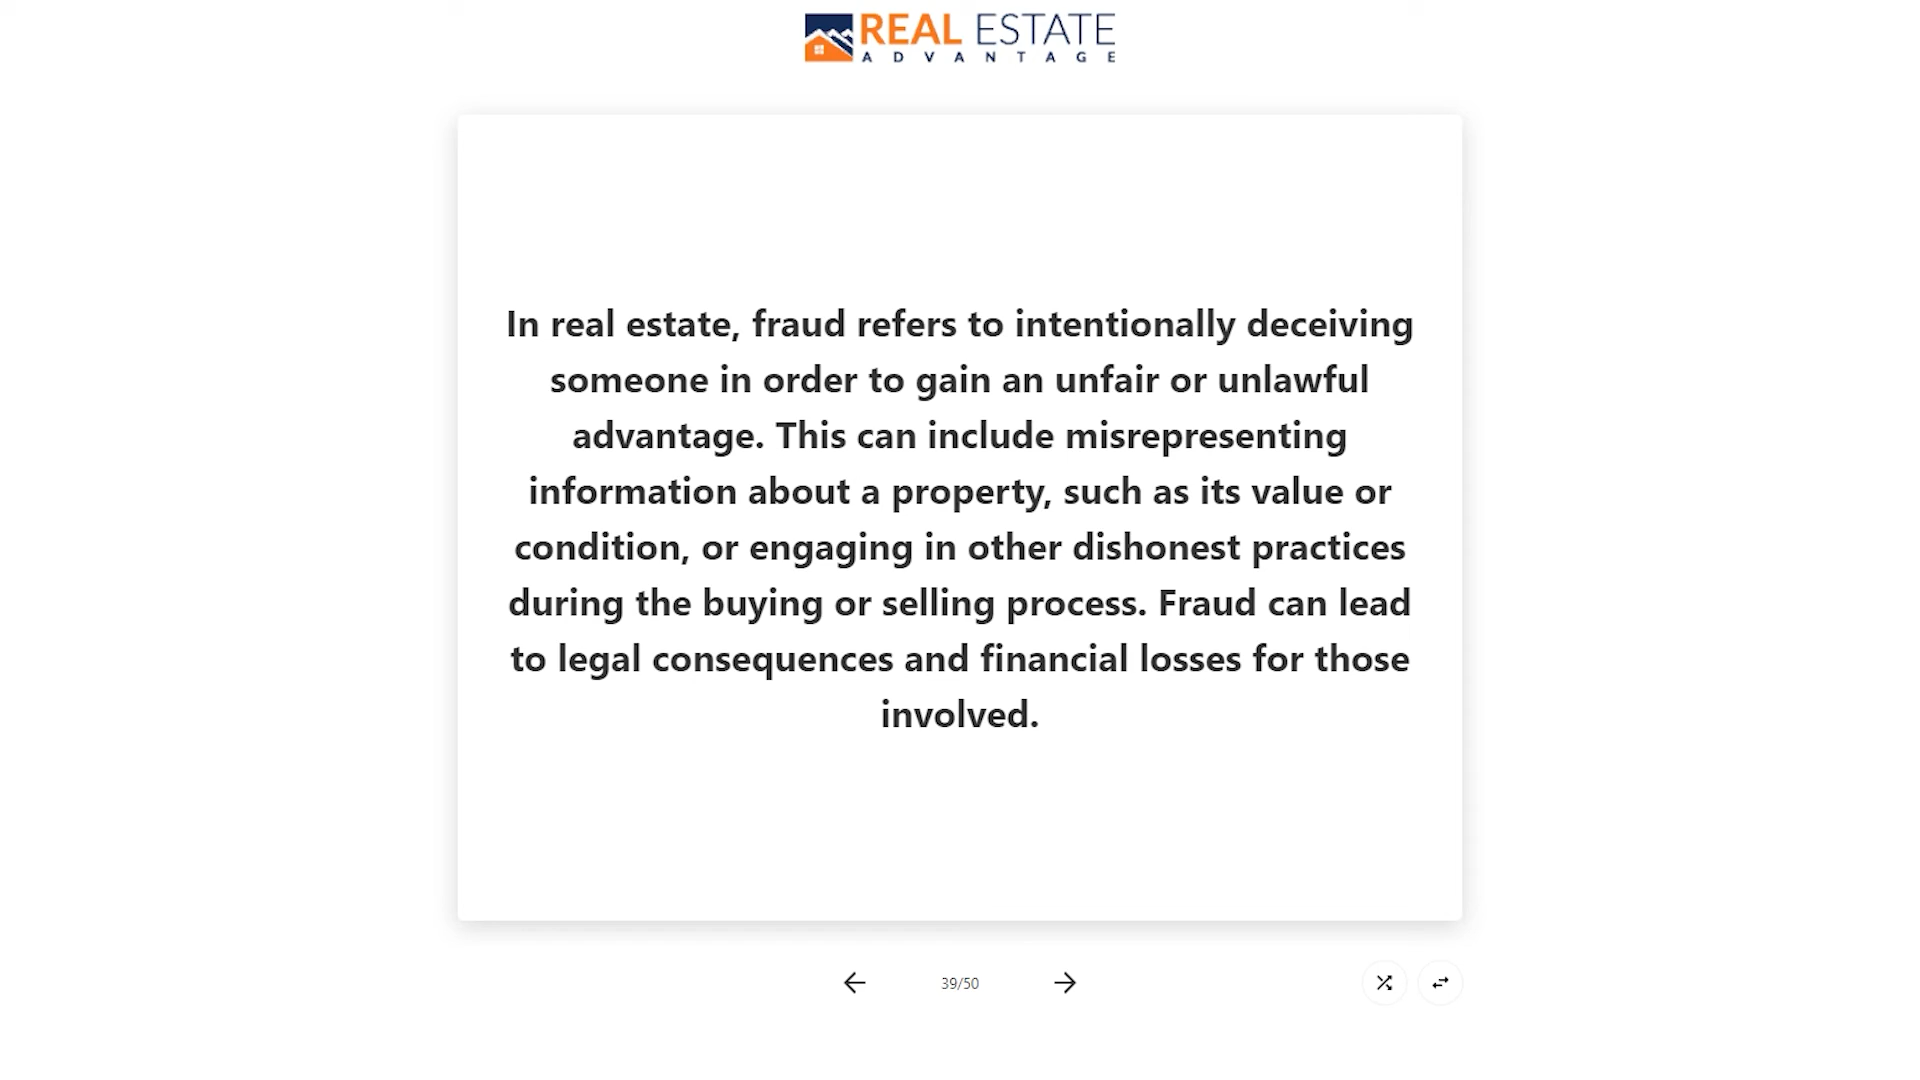 REAL ESTATE
ADVANTAGE
In real estate, fraud refers to intentionally deceiving
someone in order to gain an unfair or unlawful
advantage. This can include misrepresenting
information about a property, such as its value or
condition, or engaging in other dishonest practices
during the buying or selling process. Fraud can lead
to legal consequences and financial losses for those
involved.
39/50